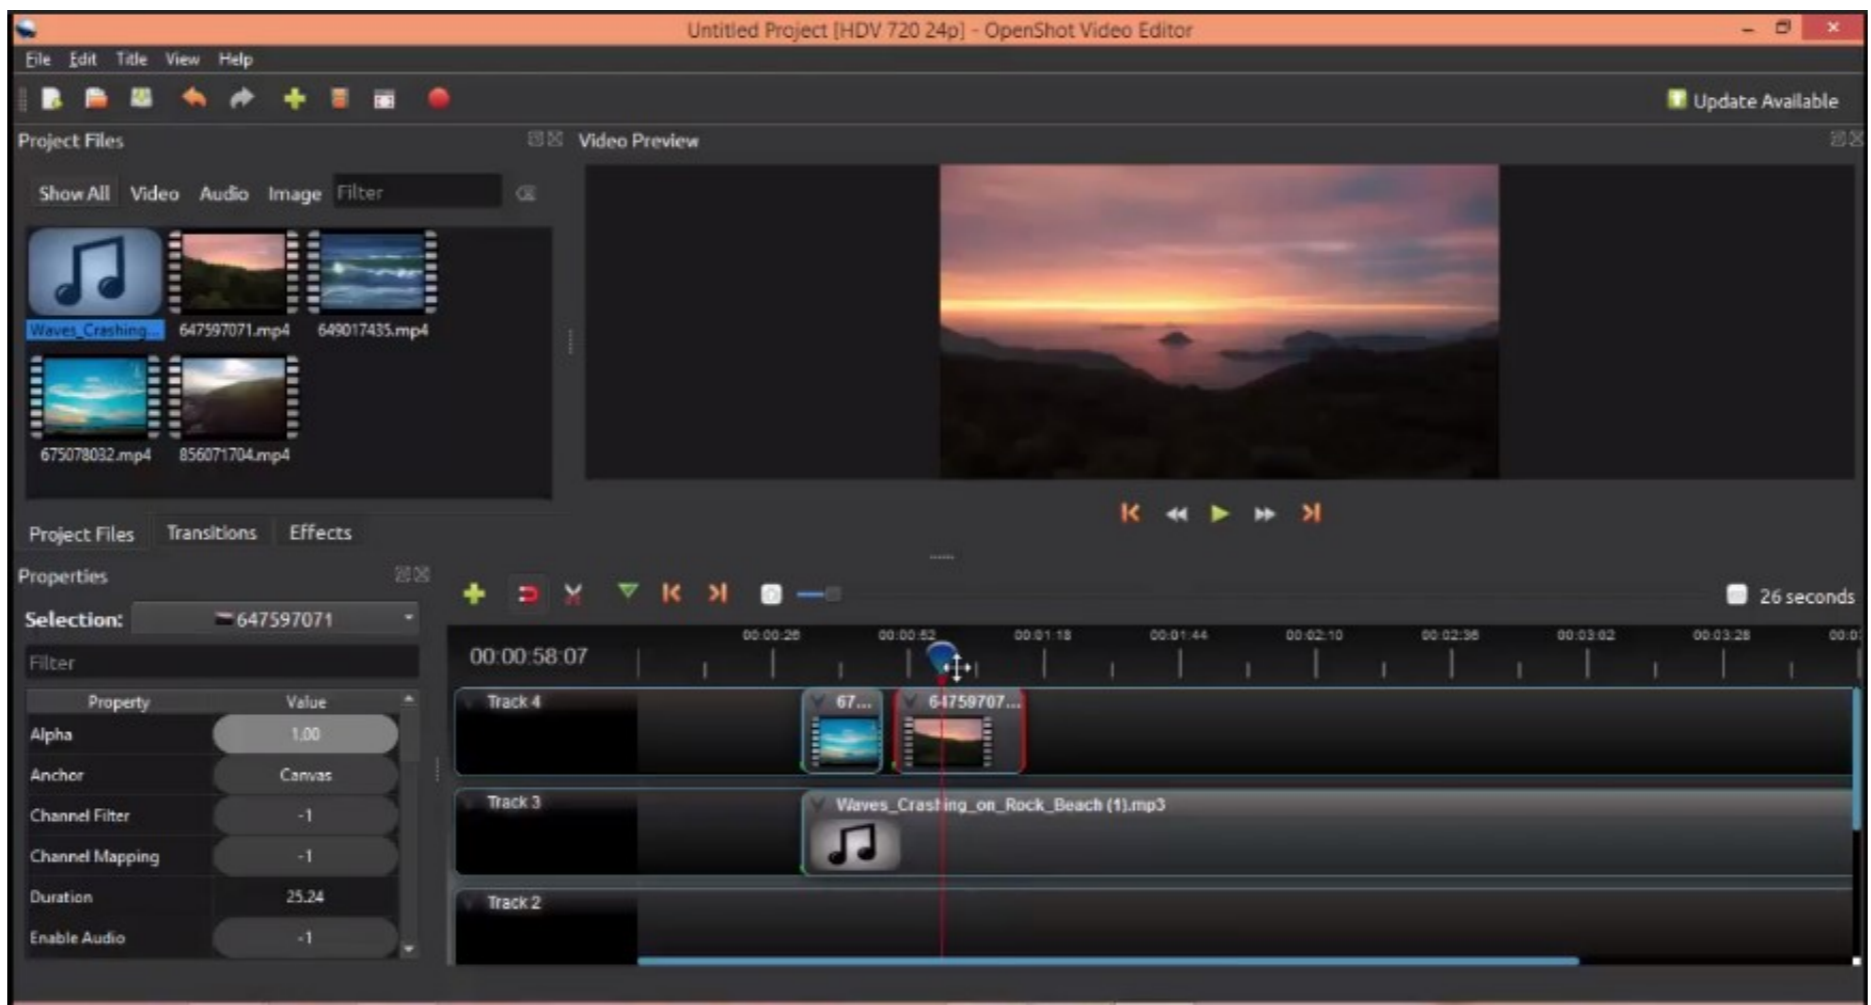 Untitled Project [HDV 720 24p] - OpenShot Video Editor
File Edit Title View Help
Update Available
Project Files
Video Preview
Show All Video Audio Image Filter
Waves_Crashing... 647597071.mp4 649017435.mp4
675078032.mp4 856071704.mp4
Project Files Transitions Effects
Properties
Selection: 647597071
26 seconds
Filter
00:00:58:07
00:00:26 00:00:52 00:01:18 00:01:44 00:02:10 00:02:36 00:03:02 00:03:28
Property Value
Alpha 1.00
Anchor Canvas
Channel Filter -1
Channel Mapping -1
Duration 25.24
Enable Audio -1
Track 4 67... 64759707...
Track 3 Waves_Crashing_on_Rock_Beach (1).mp3
Track 2